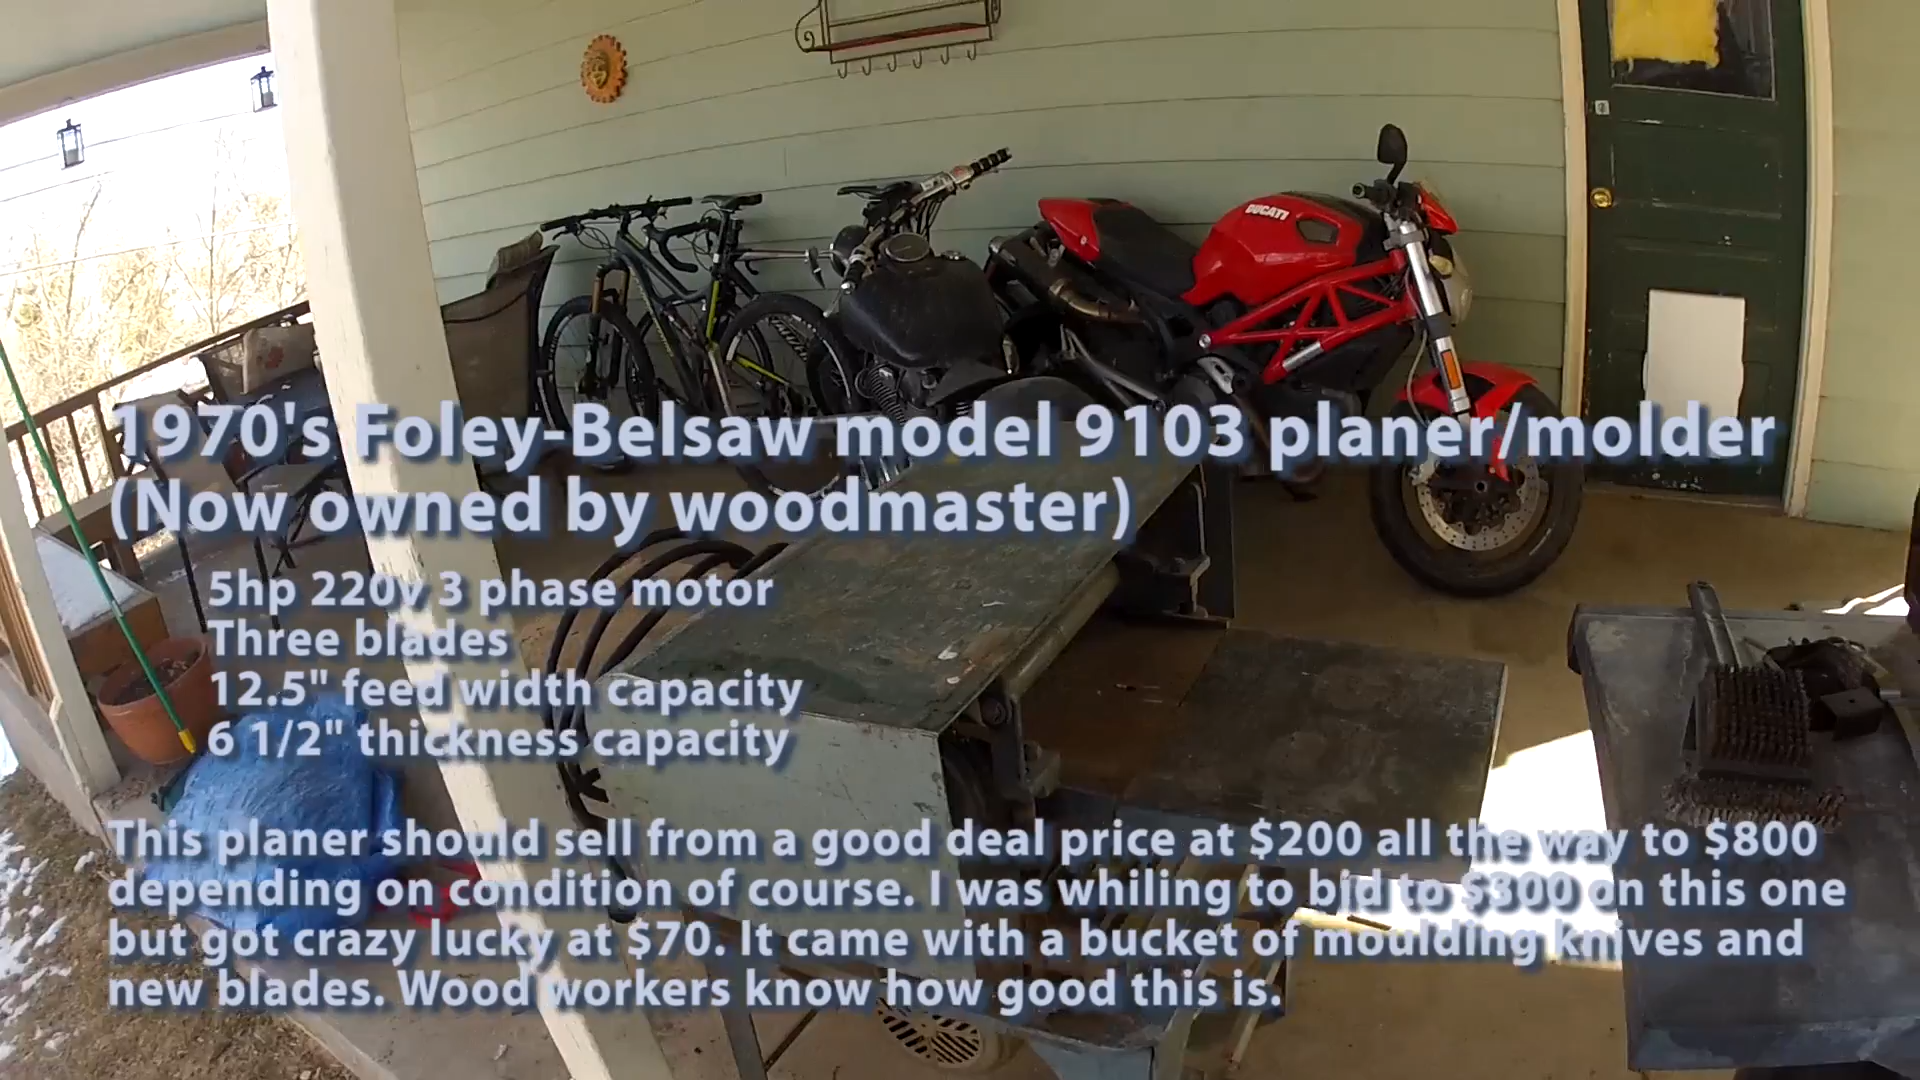 DUCATI
1970's Foley-Belsaw model 9103 planer/molder
(Now owned by woodmaster)
5hp 220v 3 phase motor
Three blades
12.5" feed width capacity
6 1/2" thickness capacity
This planer should sell from a good deal price at $200 all the way to $800
depending on condition of course. I was whiling to bid to $300 on this one
but got crazy lucky at $70. It came with a bucket of moulding knives and
new blades. Wood workers know how good this is.